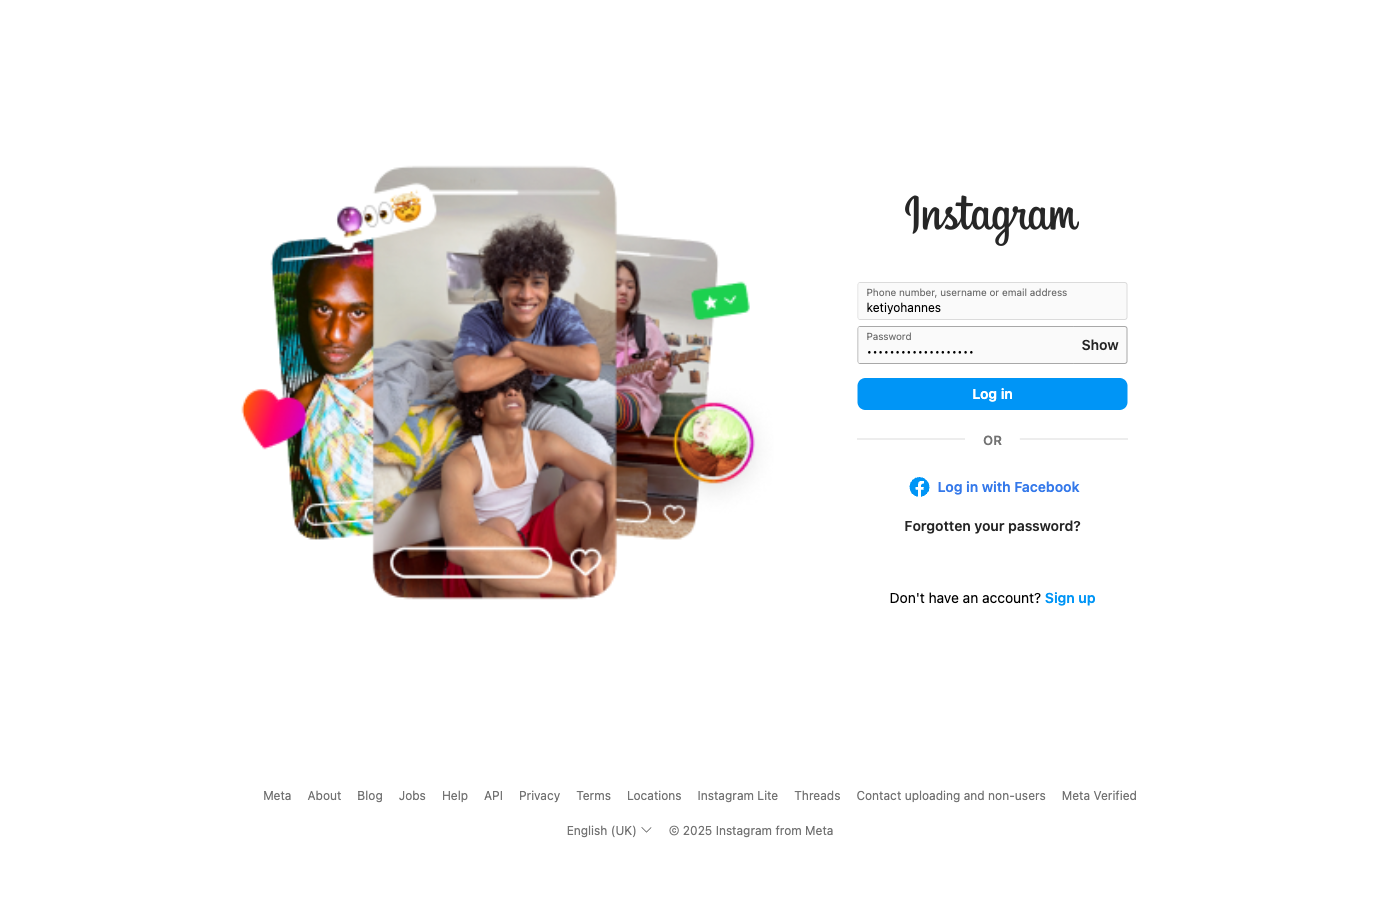 Instagram
Phone number, username or email address
ketiyohannes
Password
•••••••••••••••••••
Show
Log in
OR
Log in with Facebook
Forgotten your password?
Don't have an account? Sign up
Meta About Blog Jobs Help API Privacy Terms Locations Instagram Lite Threads Contact uploading and non-users Meta Verified
English (UK) © 2025 Instagram from Meta